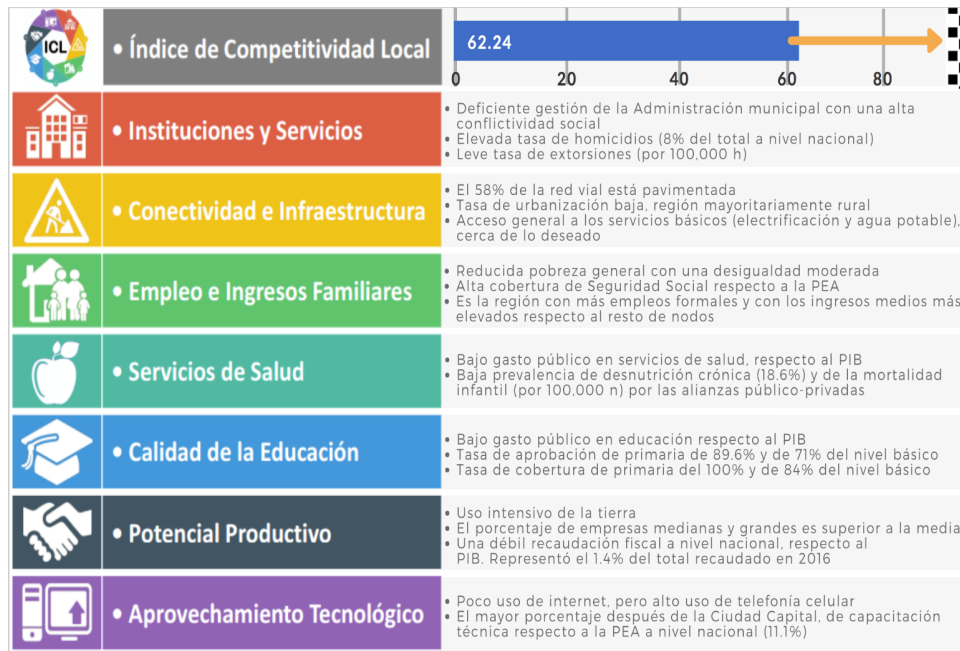 ICL
• Índice de Competitividad Local
62.24
0 20 40 60 80
• Instituciones y Servicios
• Deficiente gestión de la Administración municipal con una alta
conflictividad social
• Elevada tasa de homicidios (8% del total a nivel nacional)
• Leve tasa de extorsiones (por 100,000 h)
• Conectividad e Infraestructura
• El 58% de la red vial está pavimentada
• Tasa de urbanización baja, región mayoritariamente rural
• Acceso general a los servicios básicos (electrificación y agua potable),
cerca de lo deseado
• Empleo e Ingresos Familiares
• Reducida pobreza general con una desigualdad moderada
• Alta cobertura de Seguridad Social respecto a la PEA
• Es la región con más empleos formales y con los ingresos medios más
elevados respecto al resto de nodos
• Servicios de Salud
• Bajo gasto público en servicios de salud, respecto al PIB
• Baja prevalencia de desnutrición crónica (18.6%) y de la mortalidad
infantil (por 100,000 n) por las alianzas público-privadas
• Calidad de la Educación
• Bajo gasto público en educación respecto al PIB
• Tasa de aprobación de primaria de 89.6% y de 71% del nivel básico
• Tasa de cobertura de primaria del 100% y de 84% del nivel básico
• Potencial Productivo
• Uso intensivo de la tierra
• El porcentaje de empresas medianas y grandes es superior a la media
• Una débil recaudación fiscal a nivel nacional, respecto al
PIB. Representó el 1.4% del total recaudado en 2016
• Aprovechamiento Tecnológico
• Poco uso de internet, pero alto uso de telefonía celular
• El mayor porcentaje después de la Ciudad Capital, de capacitación
técnica respecto a la PEA a nivel nacional (11.1%)